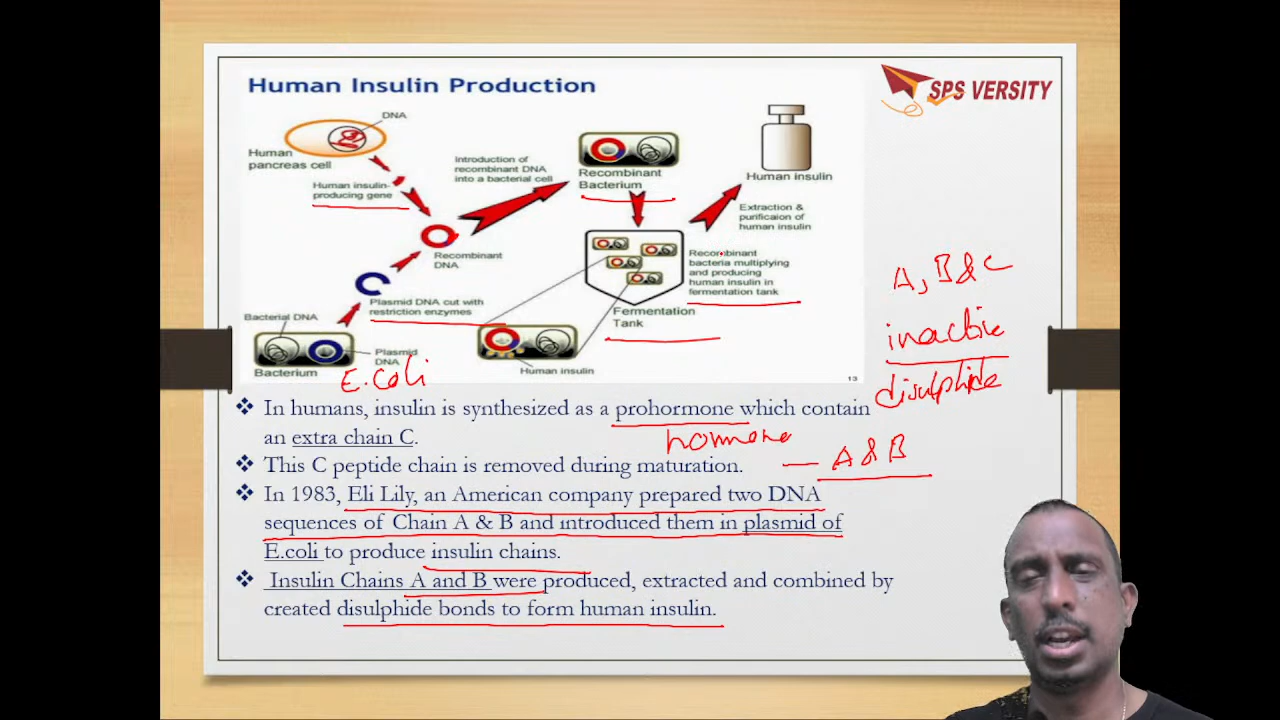 Human Insulin Production
SPS VERSITY
DNA
Human
pancreas cell
Human insulin-
producing gene
Introduction of
recombinant DNA
into a bacterial cell
Recombinant
Bacterium
Human insulin
Extraction &
purificaion of
human insulin
Recombinant
DNA
Recombinant
bacteria multiplying
and producing
human insulin in
fermentation tank
Plasmid DNA cut with
restriction enzymes
Fermentation
Tank
Bacterial DNA
Plasmid
DNA
Bacterium
Human insulin
13
E.Coli
A, B & C
inactive
disulphide
In humans, insulin is synthesized as a prohormone which contain
an extra chain C.
hormone
This C peptide chain is removed during maturation.
— A & B
In 1983, Eli Lily, an American company prepared two DNA
sequences of Chain A & B and introduced them in plasmid of
E.coli to produce insulin chains.
Insulin Chains A and B were produced, extracted and combined by
created disulphide bonds to form human insulin.